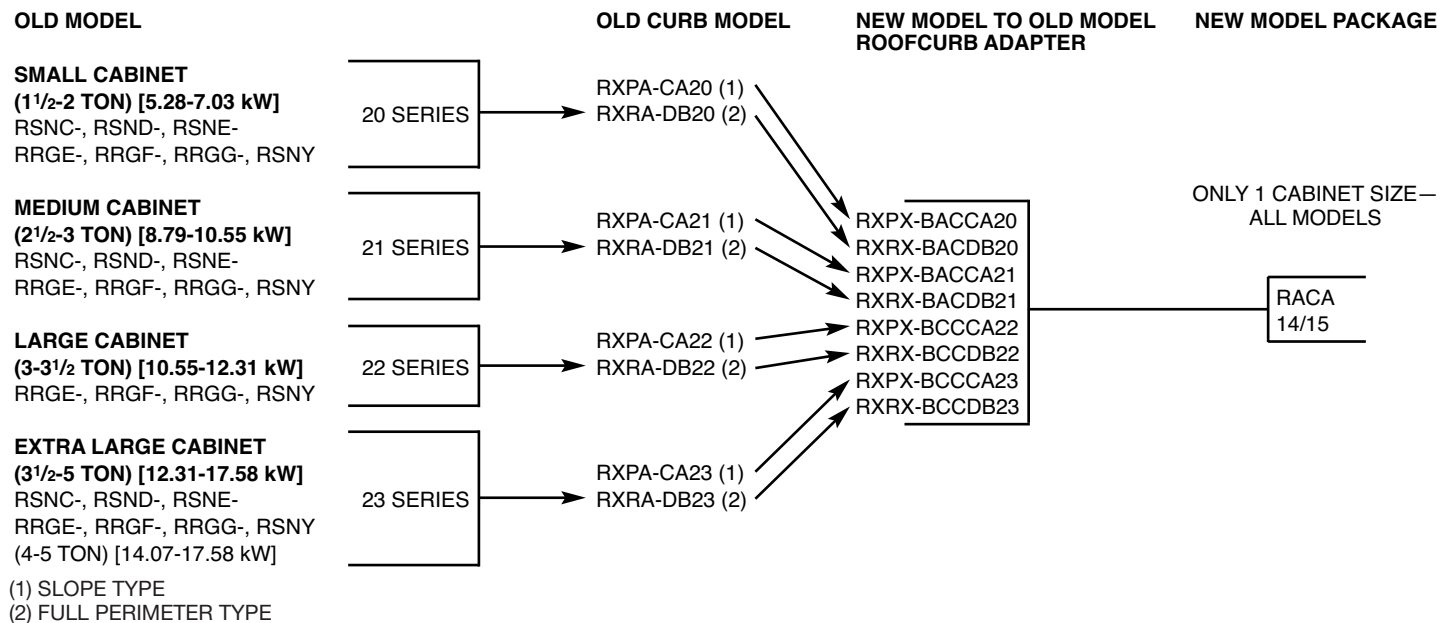 OLD MODEL
OLD CURB MODEL
NEW MODEL TO OLD MODEL
ROOFCURB ADAPTER
NEW MODEL PACKAGE
SMALL CABINET
(1 1/2-2 TON) [5.28-7.03 kW]
RSNC-, RSND-, RSNE-
RRGE-, RRGF-, RRGG-, RSNY
20 SERIES
RXPA-CA20 (1)
RXRA-DB20 (2)
MEDIUM CABINET
(2 1/2-3 TON) [8.79-10.55 kW]
RSNC-, RSND-, RSNE-
RRGE-, RRGF-, RRGG-, RSNY
21 SERIES
RXPA-CA21 (1)
RXRA-DB21 (2)
LARGE CABINET
(3-3 1/2 TON) [10.55-12.31 kW]
RRGE-, RRGF-, RRGG-, RSNY
22 SERIES
RXPA-CA22 (1)
RXRA-DB22 (2)
EXTRA LARGE CABINET
(3 1/2-5 TON) [12.31-17.58 kW]
RSNC-, RSND-, RSNE-
RRGE-, RRGF-, RRGG-, RSNY
(4-5 TON) [14.07-17.58 kW]
23 SERIES
RXPA-CA23 (1)
RXRA-DB23 (2)
RXPX-BACCA20
RXRX-BACDB20
RXPX-BACCA21
RXRX-BACDB21
RXPX-BCCCA22
RXRX-BCCDB22
RXPX-BCCCA23
RXRX-BCCDB23
ONLY 1 CABINET SIZE—
ALL MODELS
RACA
14/15
(1) SLOPE TYPE
(2) FULL PERIMETER TYPE